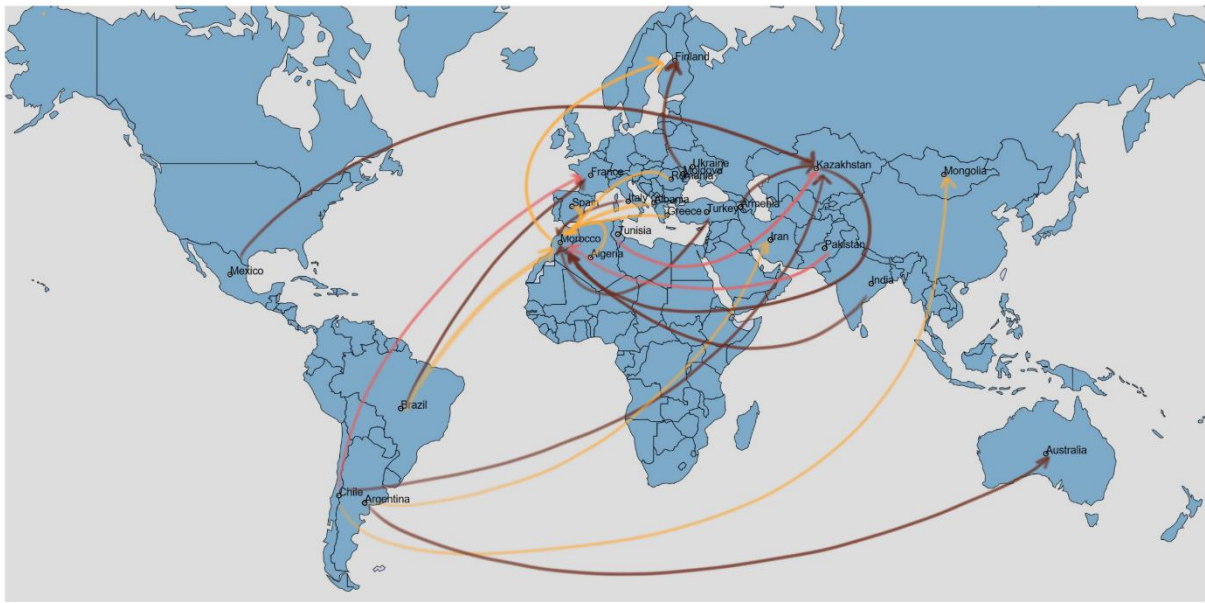 Finland
Ukraine
Moldova
Kazakhstan
Mongolia
France
Romania
Italy
Albania
Spain
Greece
Turkey
Armenia
Tunisia
Morocco
Algeria
Iran
Pakistan
India
Mexico
Brazil
Australia
Chile
Argentina